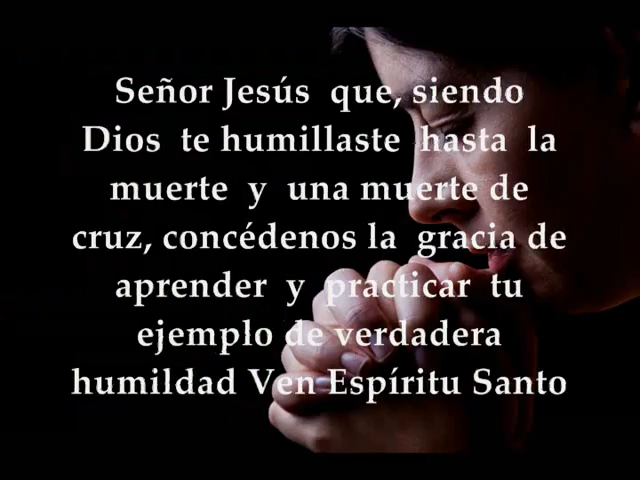 Señor Jesús que, siendo
Dios te humillaste hasta la
muerte y una muerte de
cruz, concédenos la gracia de
aprender y practicar tu
ejemplo de verdadera
humildad Ven Espíritu Santo